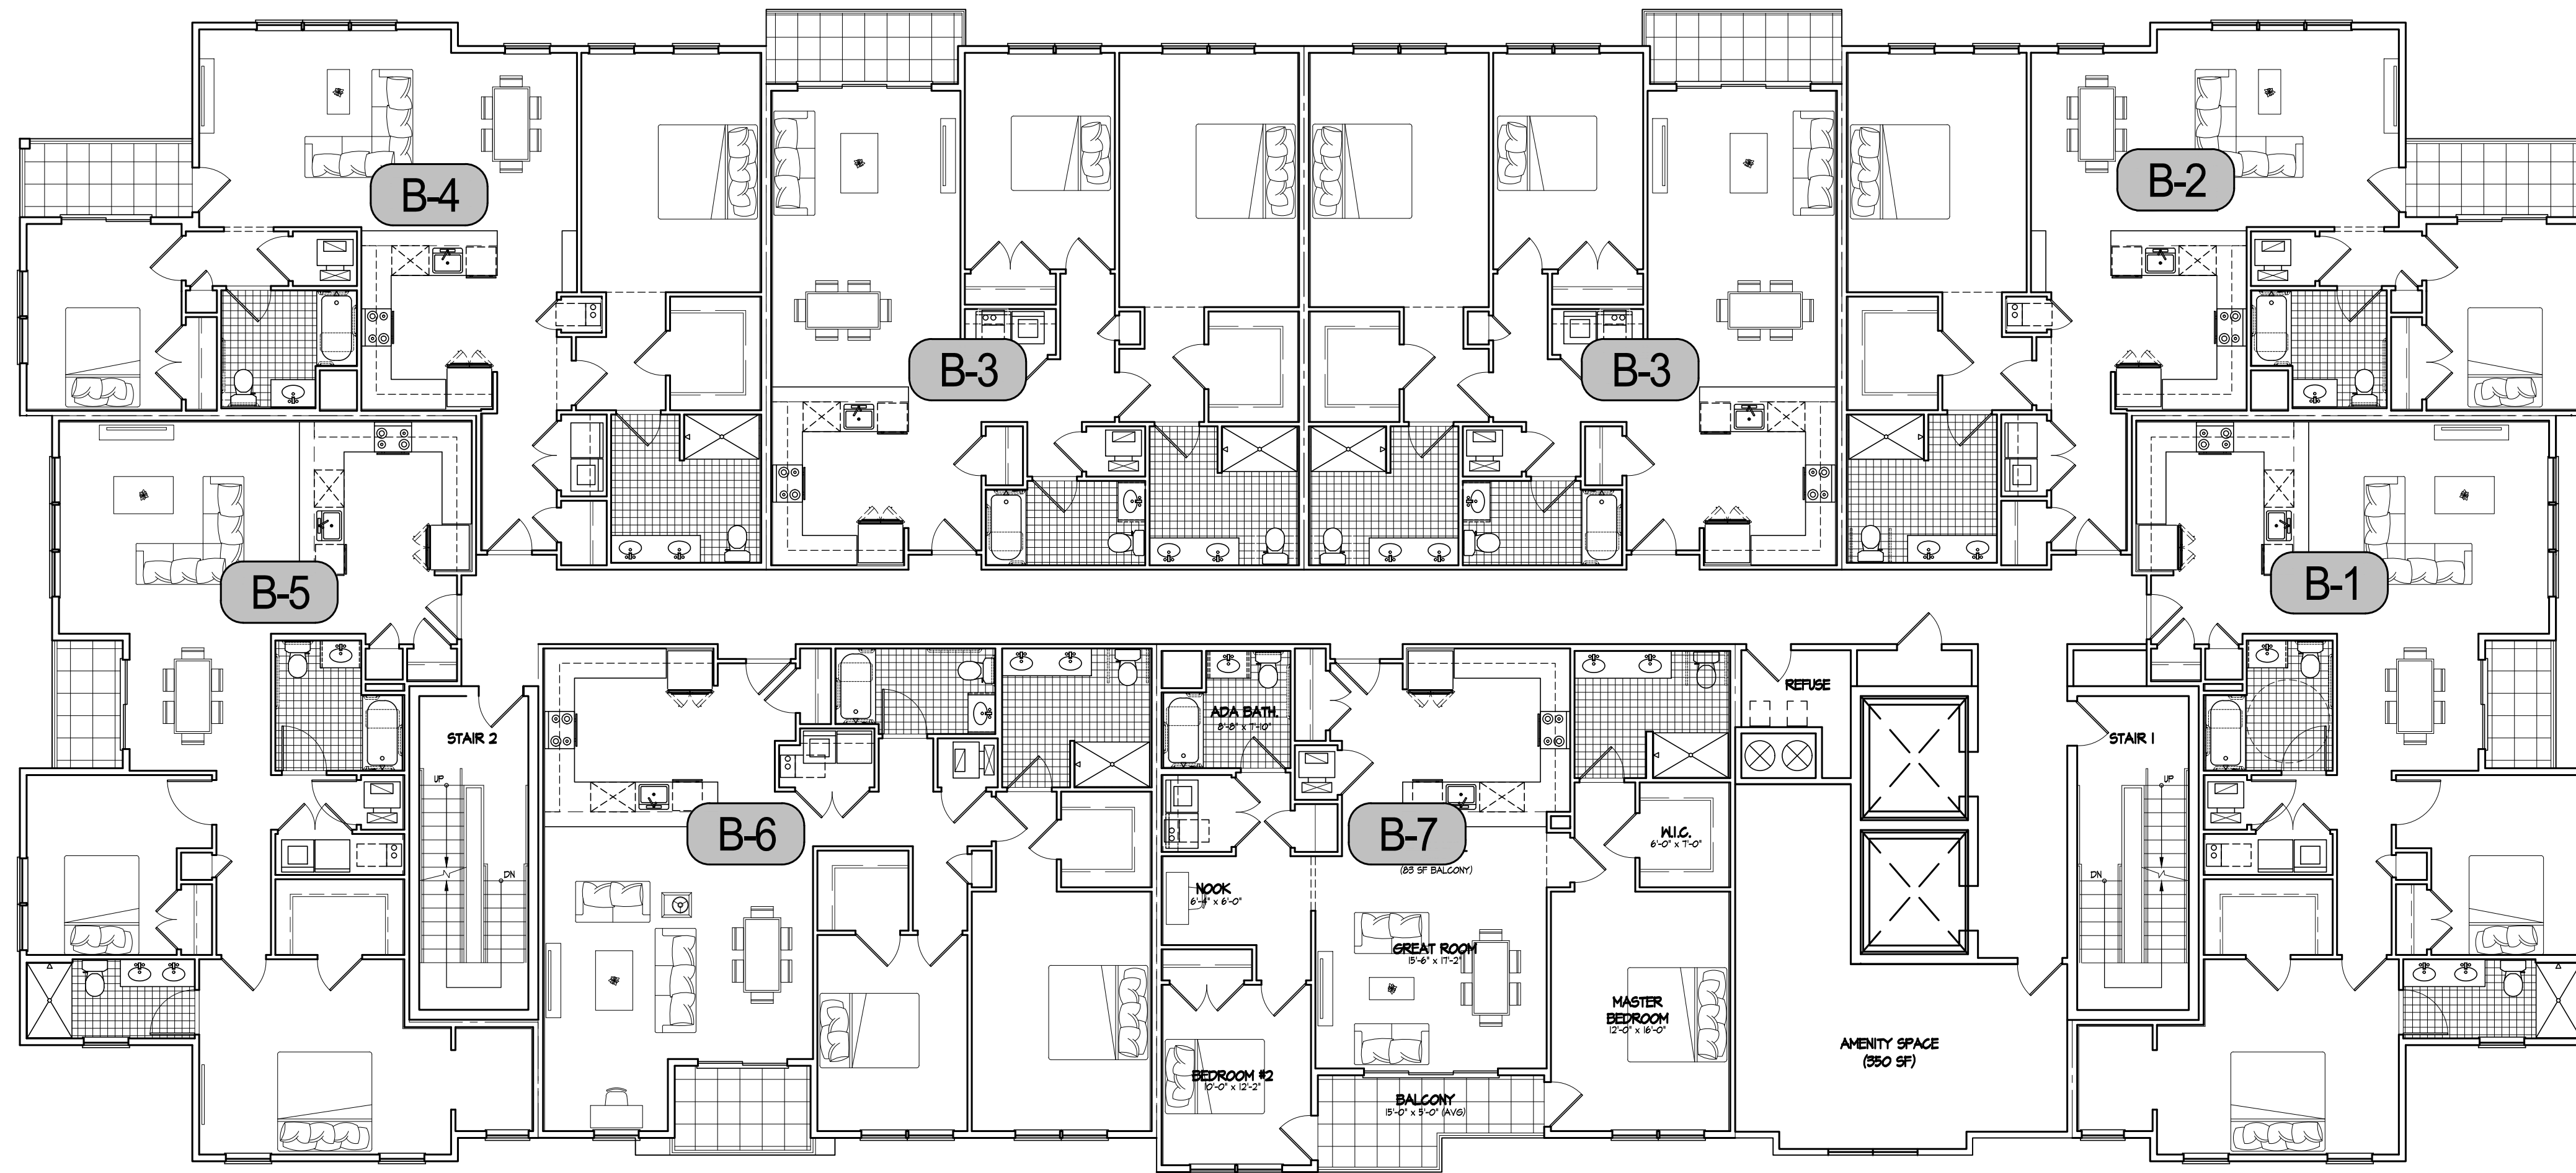 B-4
B-2
B-3
B-3
B-5
B-1
REFUSE
ADA BATH.
8'-8" x 7'-10"
STAIR 2
STAIR 1
UP
UP
B-6
B-7
W.I.C.
6'-0" x 7'-0"
(83 SF BALCONY)
DN
DN
NOOK
6'-4" x 6'-0"
GREAT ROOM
15'-6" x 17'-2"
MASTER
BEDROOM
12'-0" x 16'-0"
AMENITY SPACE
(350 SF)
BEDROOM #2
10'-0" x 12'-2"
BALCONY
15'-0" x 5'-0" (AVG)